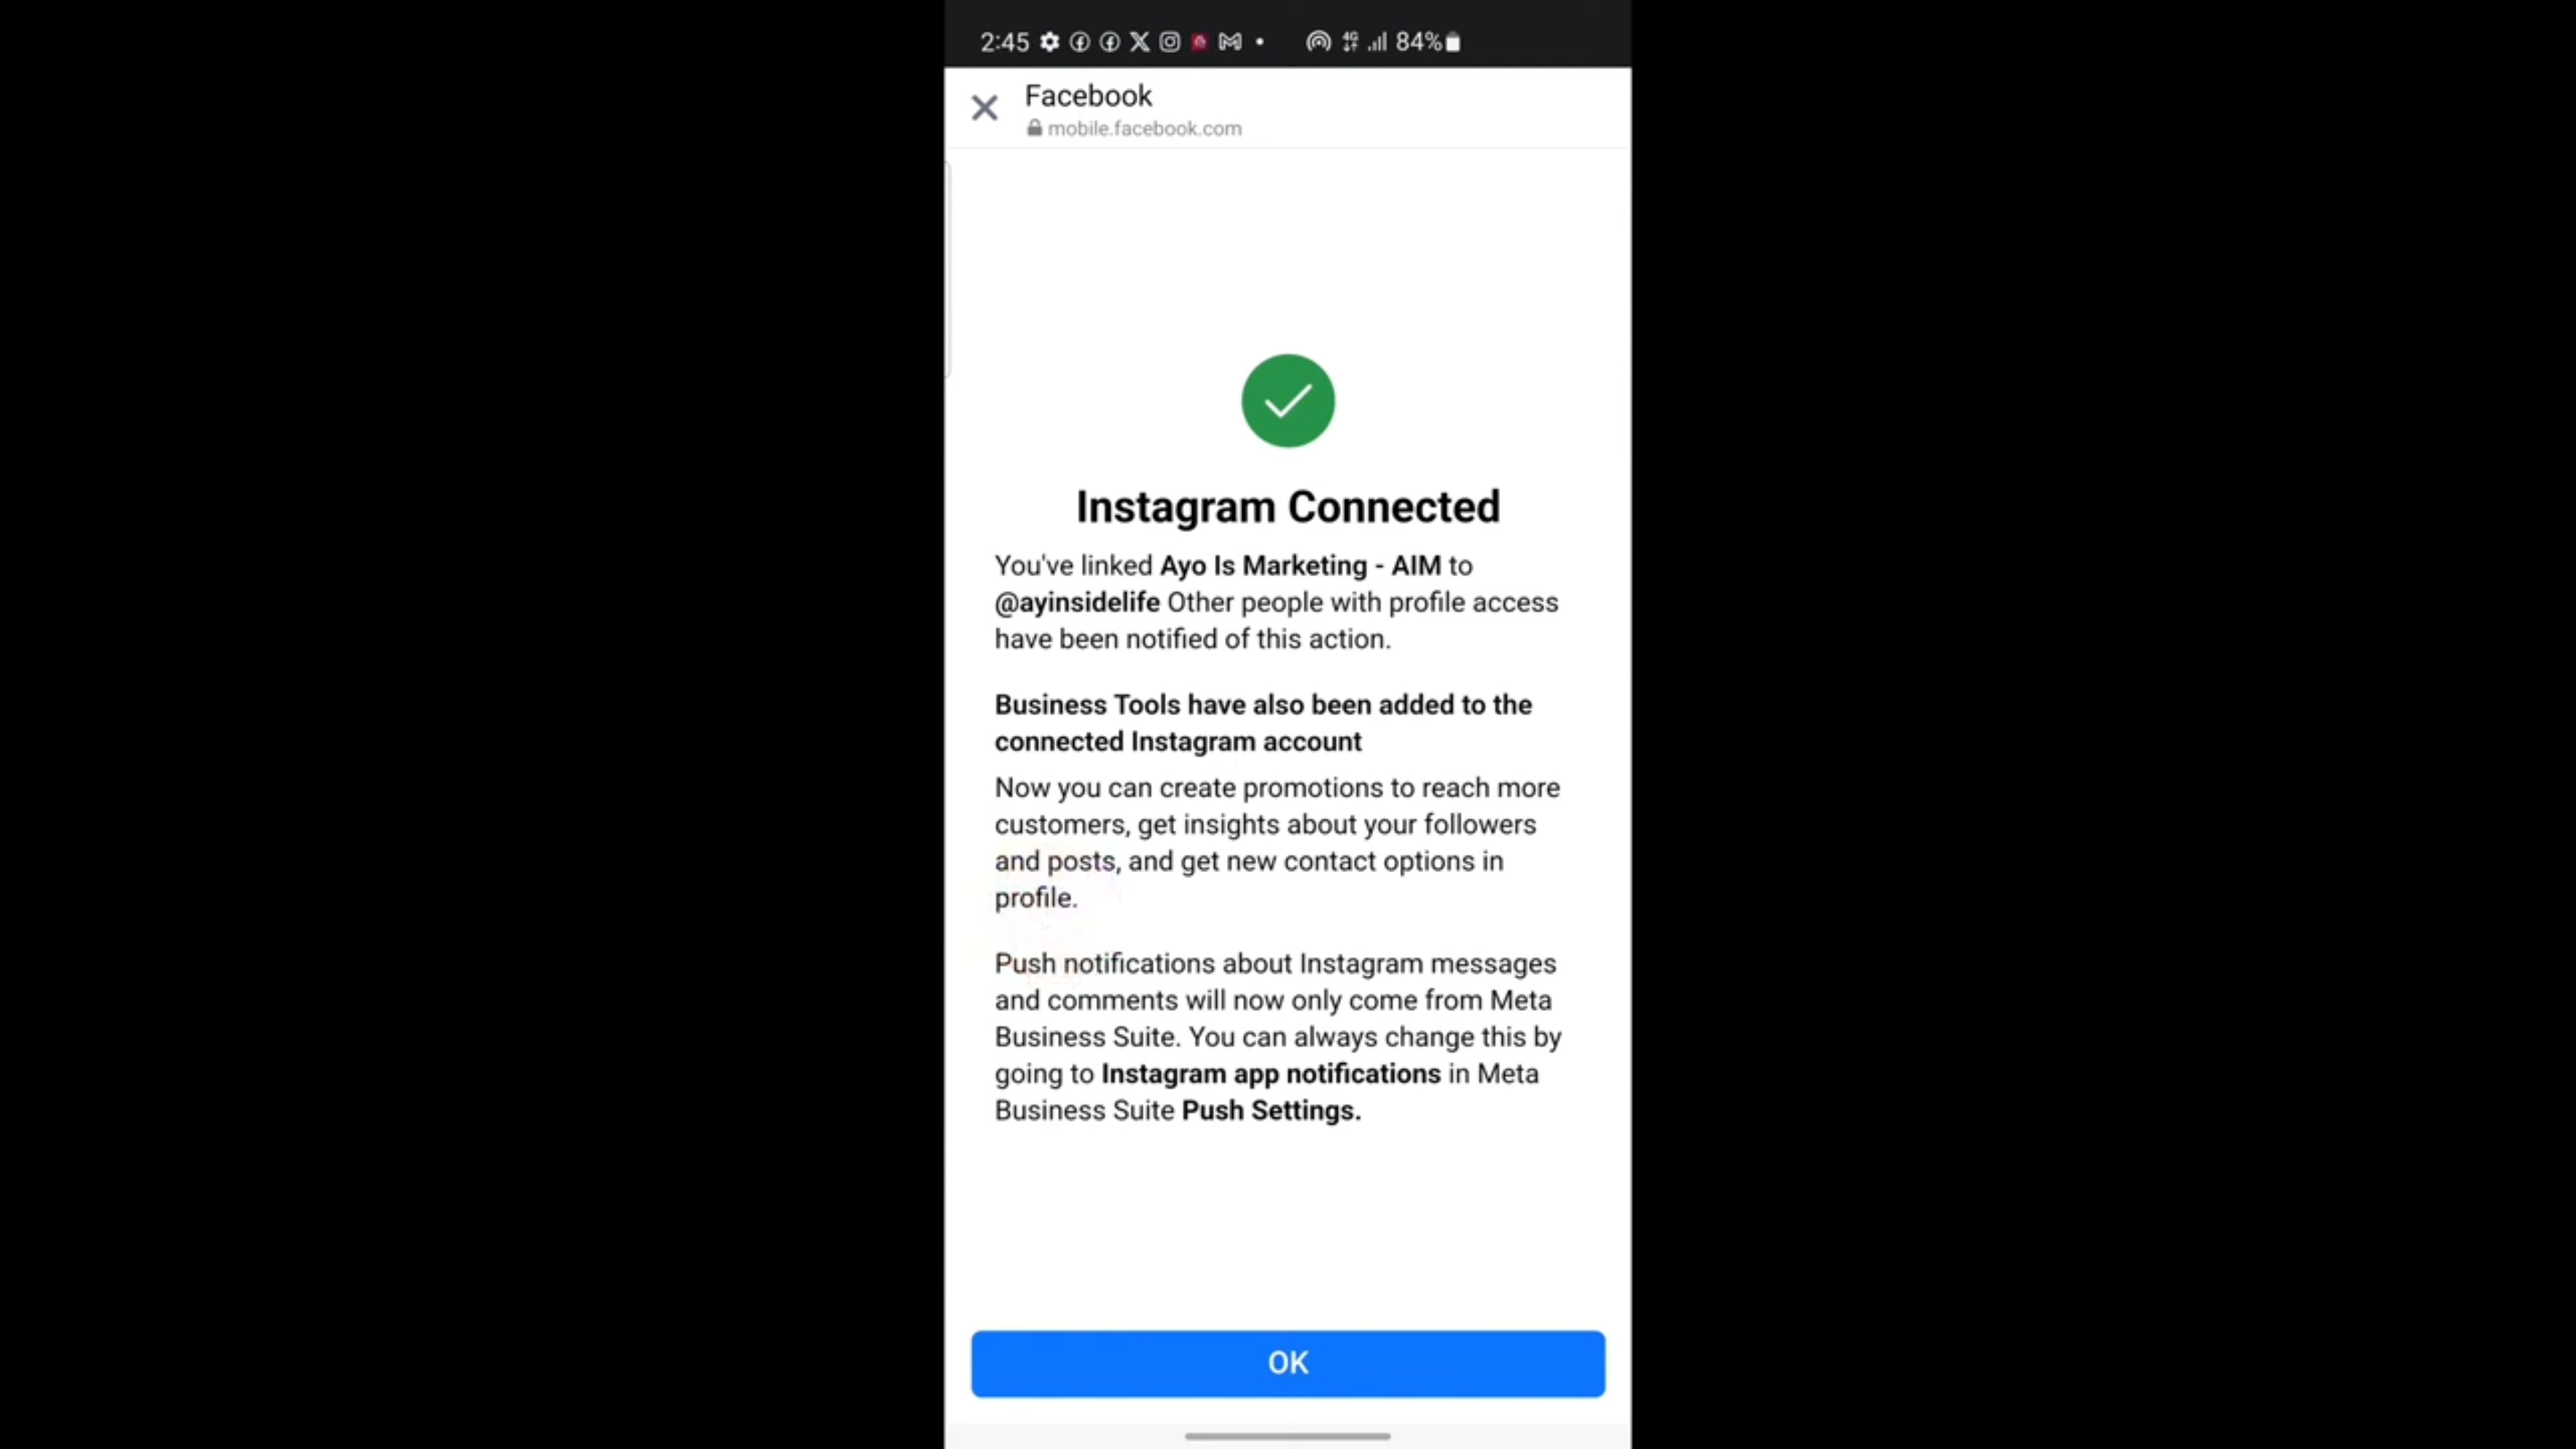 2:45
4G
84%
Facebook
mobile.facebook.com
Instagram Connected
You've linked Ayo Is Marketing - AIM to
@ayinsidelife Other people with profile access
have been notified of this action.
Business Tools have also been added to the
connected Instagram account
Now you can create promotions to reach more
customers, get insights about your followers
and posts, and get new contact options in
profile.
Push notifications about Instagram messages
and comments will now only come from Meta
Business Suite. You can always change this by
going to Instagram app notifications in Meta
Business Suite Push Settings.
OK